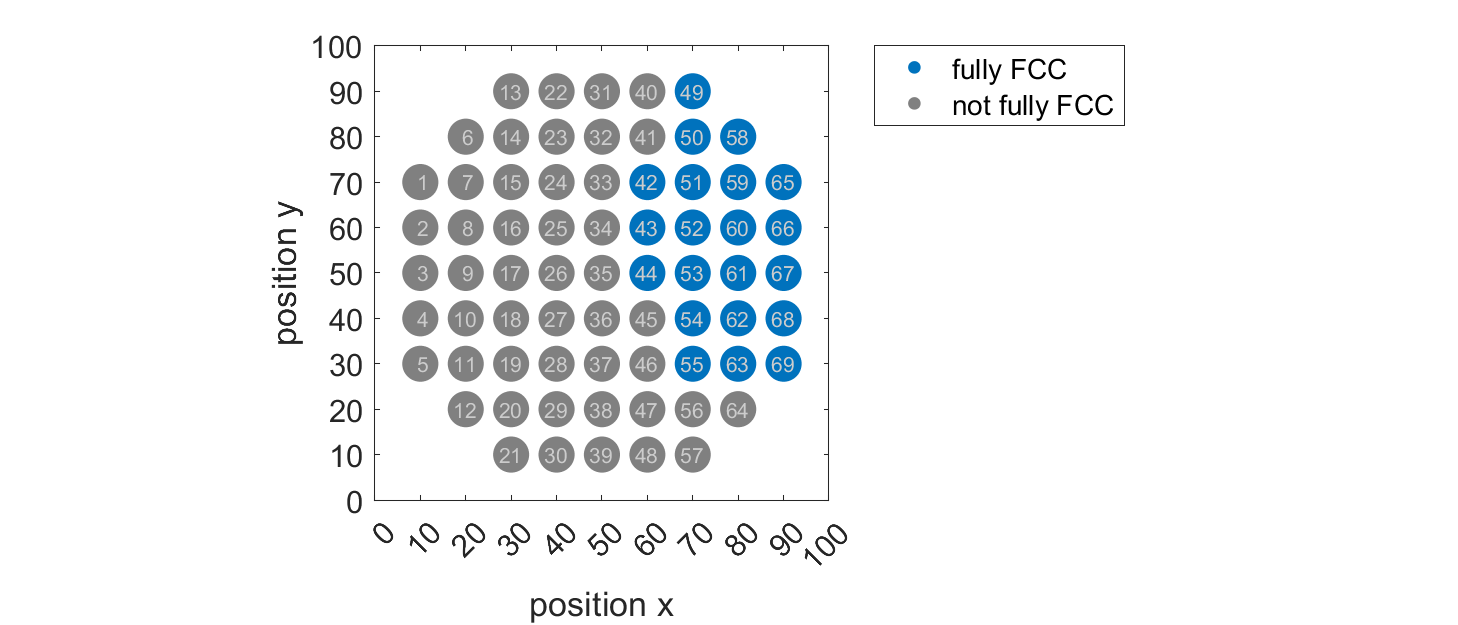 100
90
80
70
60
50
40
30
20
10
0
position y
13 22 31 40 49
6 14 23 32 41 50 58
1 7 15 24 33 42 51 59 65
2 8 16 25 34 43 52 60 66
3 9 17 26 35 44 53 61 67
4 10 18 27 36 45 54 62 68
5 11 19 28 37 46 55 63 69
12 20 29 38 47 56 64
21 30 39 48 57
0 10 20 30 40 50 60 70 80 90 100
position x
fully FCC
not fully FCC